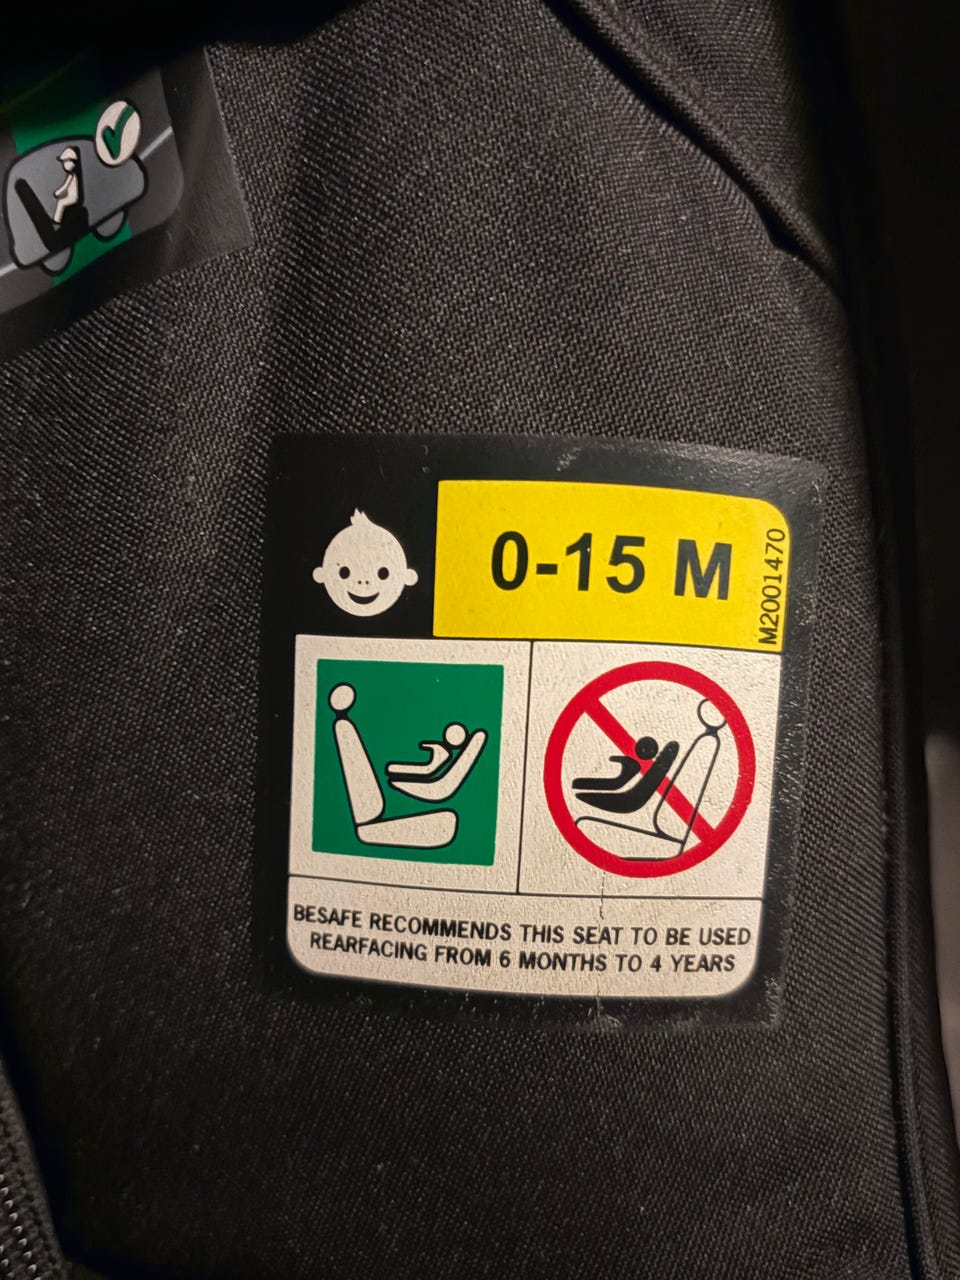 0-15 M
M2001470
BESAFE RECOMMENDS THIS SEAT TO BE USED
REARFACING FROM 6 MONTHS TO 4 YEARS